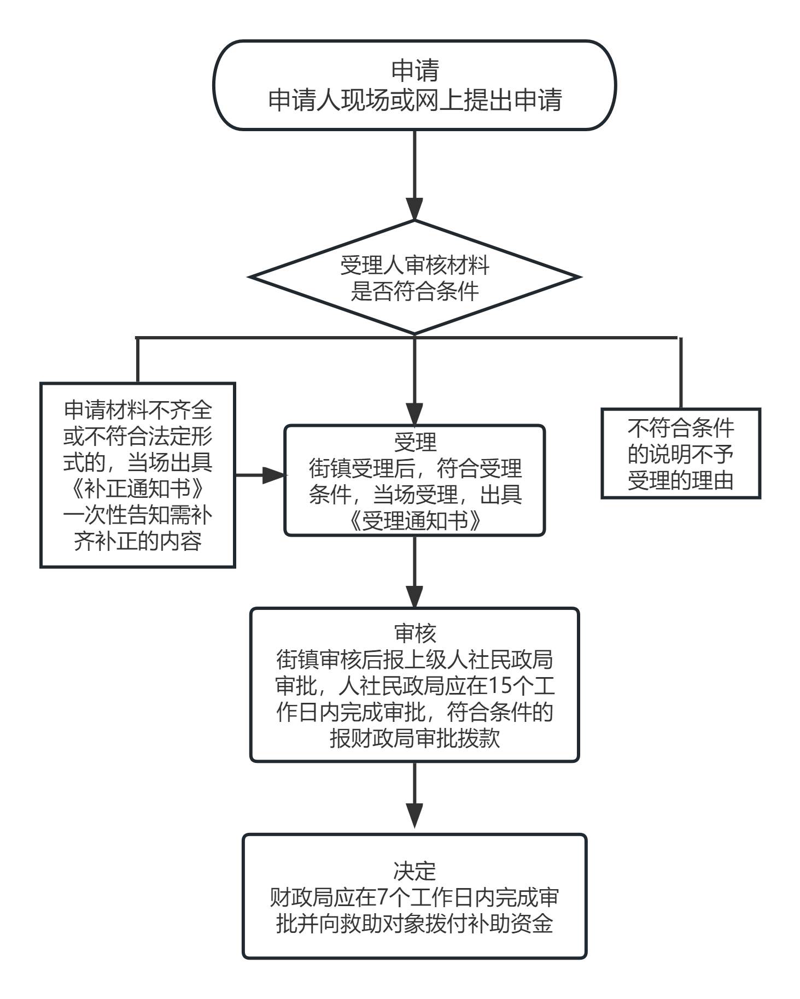 申请
申请人现场或网上提出申请
受理人审核材料
是否符合条件
申请材料不齐全
或不符合法定形
式的，当场出具
《补正通知书》
一次性告知需补
齐补正的内容
受理
街镇受理后，符合受理
条件，当场受理，出具
《受理通知书》
不符合条件
的说明不予
受理的理由
审核
街镇审核后报上级人社民政局
审批，人社民政局应在15个工
作日内完成审批，符合条件的
报财政局审批拨款
决定
财政局应在7个工作日内完成审
批并向救助对象拨付补助资金